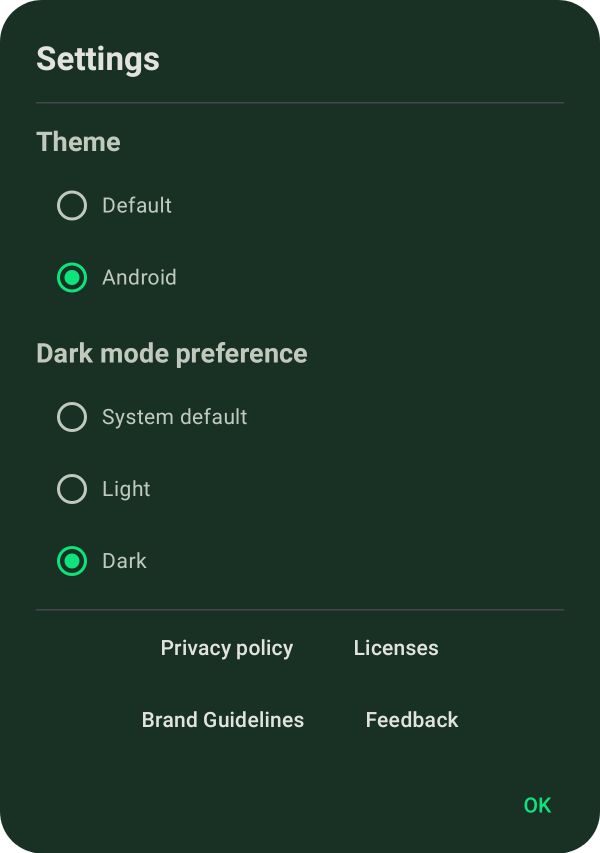 Settings
Theme
Default
Android
Dark mode preference
System default
Light
Dark
Privacy policy Licenses
Brand Guidelines Feedback
OK